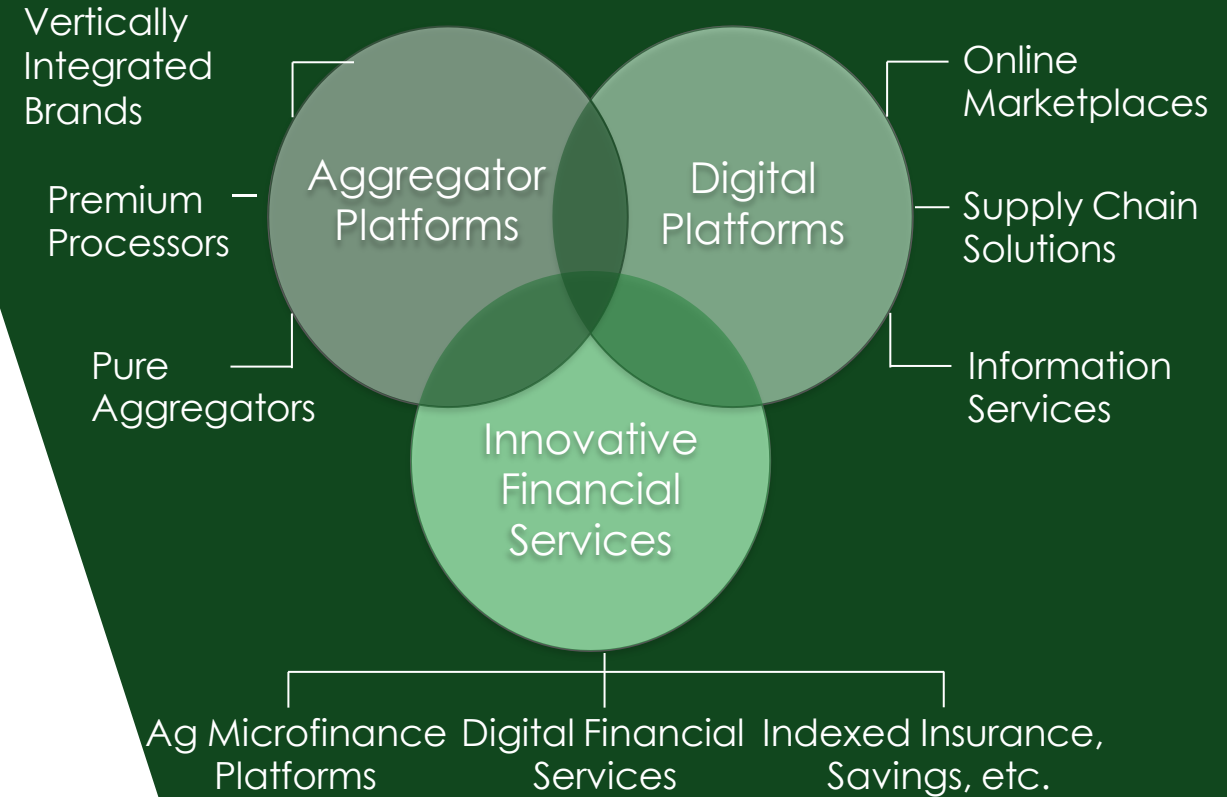 Vertically
Integrated
Brands
Premium
Processors
Pure
Aggregators
Aggregator
Platforms
Digital
Platforms
Online
Marketplaces
Supply Chain
Solutions
Information
Services
Innovative
Financial
Services
Ag Microfinance
Platforms
Digital Financial
Services
Indexed Insurance,
Savings, etc.